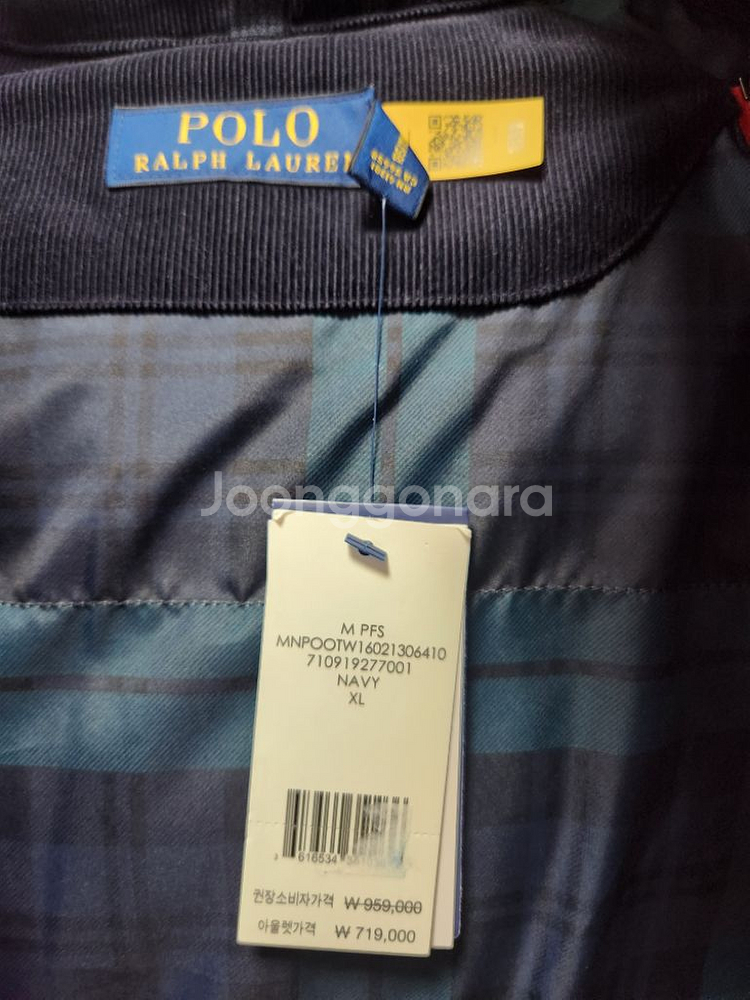 POLO
RALPH LAUREN
Joonggonara
M PFS
MNPOOTW16021306410
710919277001
NAVY
XL
616534
권장소비자가격 ₩ 959,000
아울렛가격 ₩ 719,000